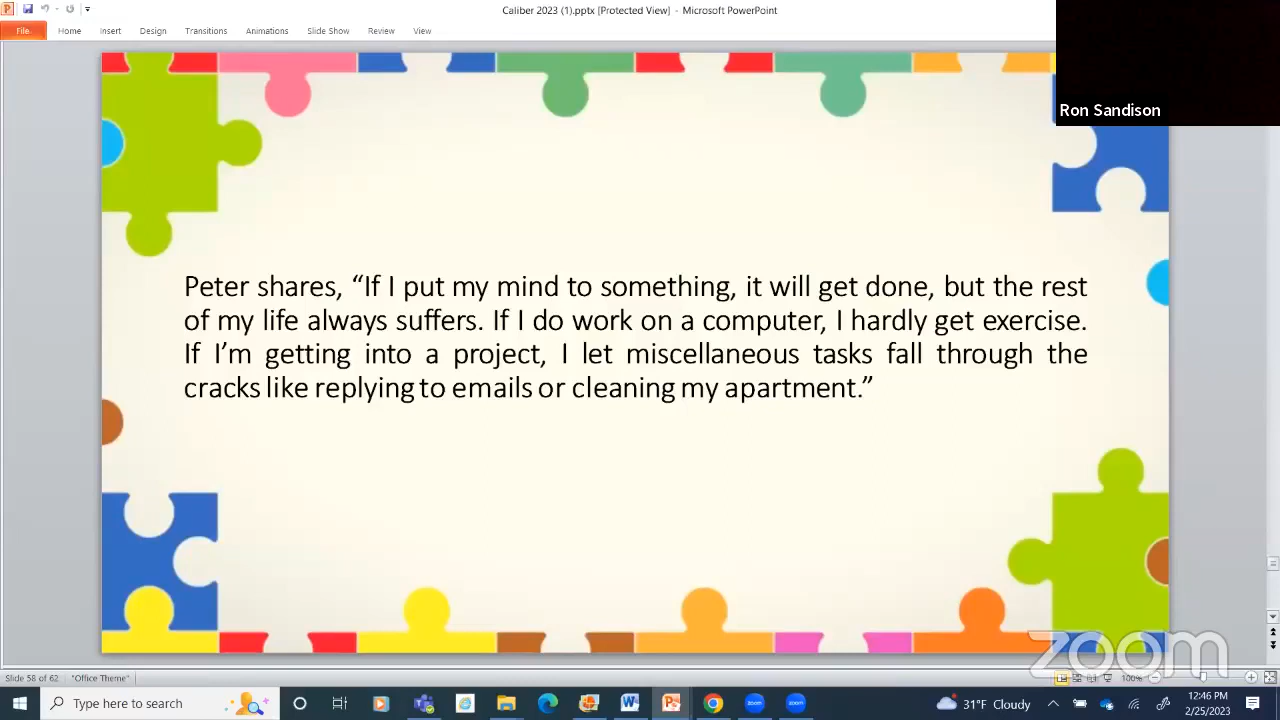 Caliber 2023 (1).pptx [Protected View] - Microsoft PowerPoint
File Home Insert Design Transitions Animations Slide Show Review View
Ron Sandison
Peter shares, “If I put my mind to something, it will get done, but the rest
of my life always suffers. If I do work on a computer, I hardly get exercise.
If I’m getting into a project, I let miscellaneous tasks fall through the
cracks like replying to emails or cleaning my apartment.”
zoom
Slide 58 of 62 "Office Theme" 100%
Type here to search
31°F Cloudy
12:46 PM
2/25/2023